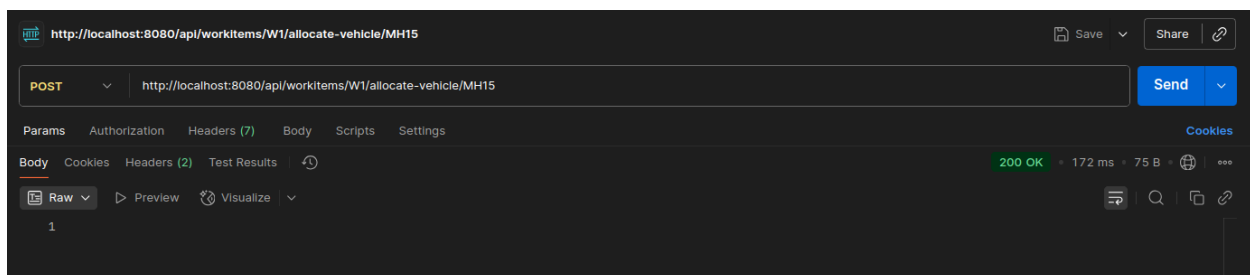 HTTP http://localhost:8080/api/workitems/W1/allocate-vehicle/MH15 Save Share
POST http://localhost:8080/api/workitems/W1/allocate-vehicle/MH15 Send
Params Authorization Headers (7) Body Scripts Settings Cookies
Body Cookies Headers (2) Test Results 200 OK • 172 ms • 75 B •
Raw Preview Visualize
1